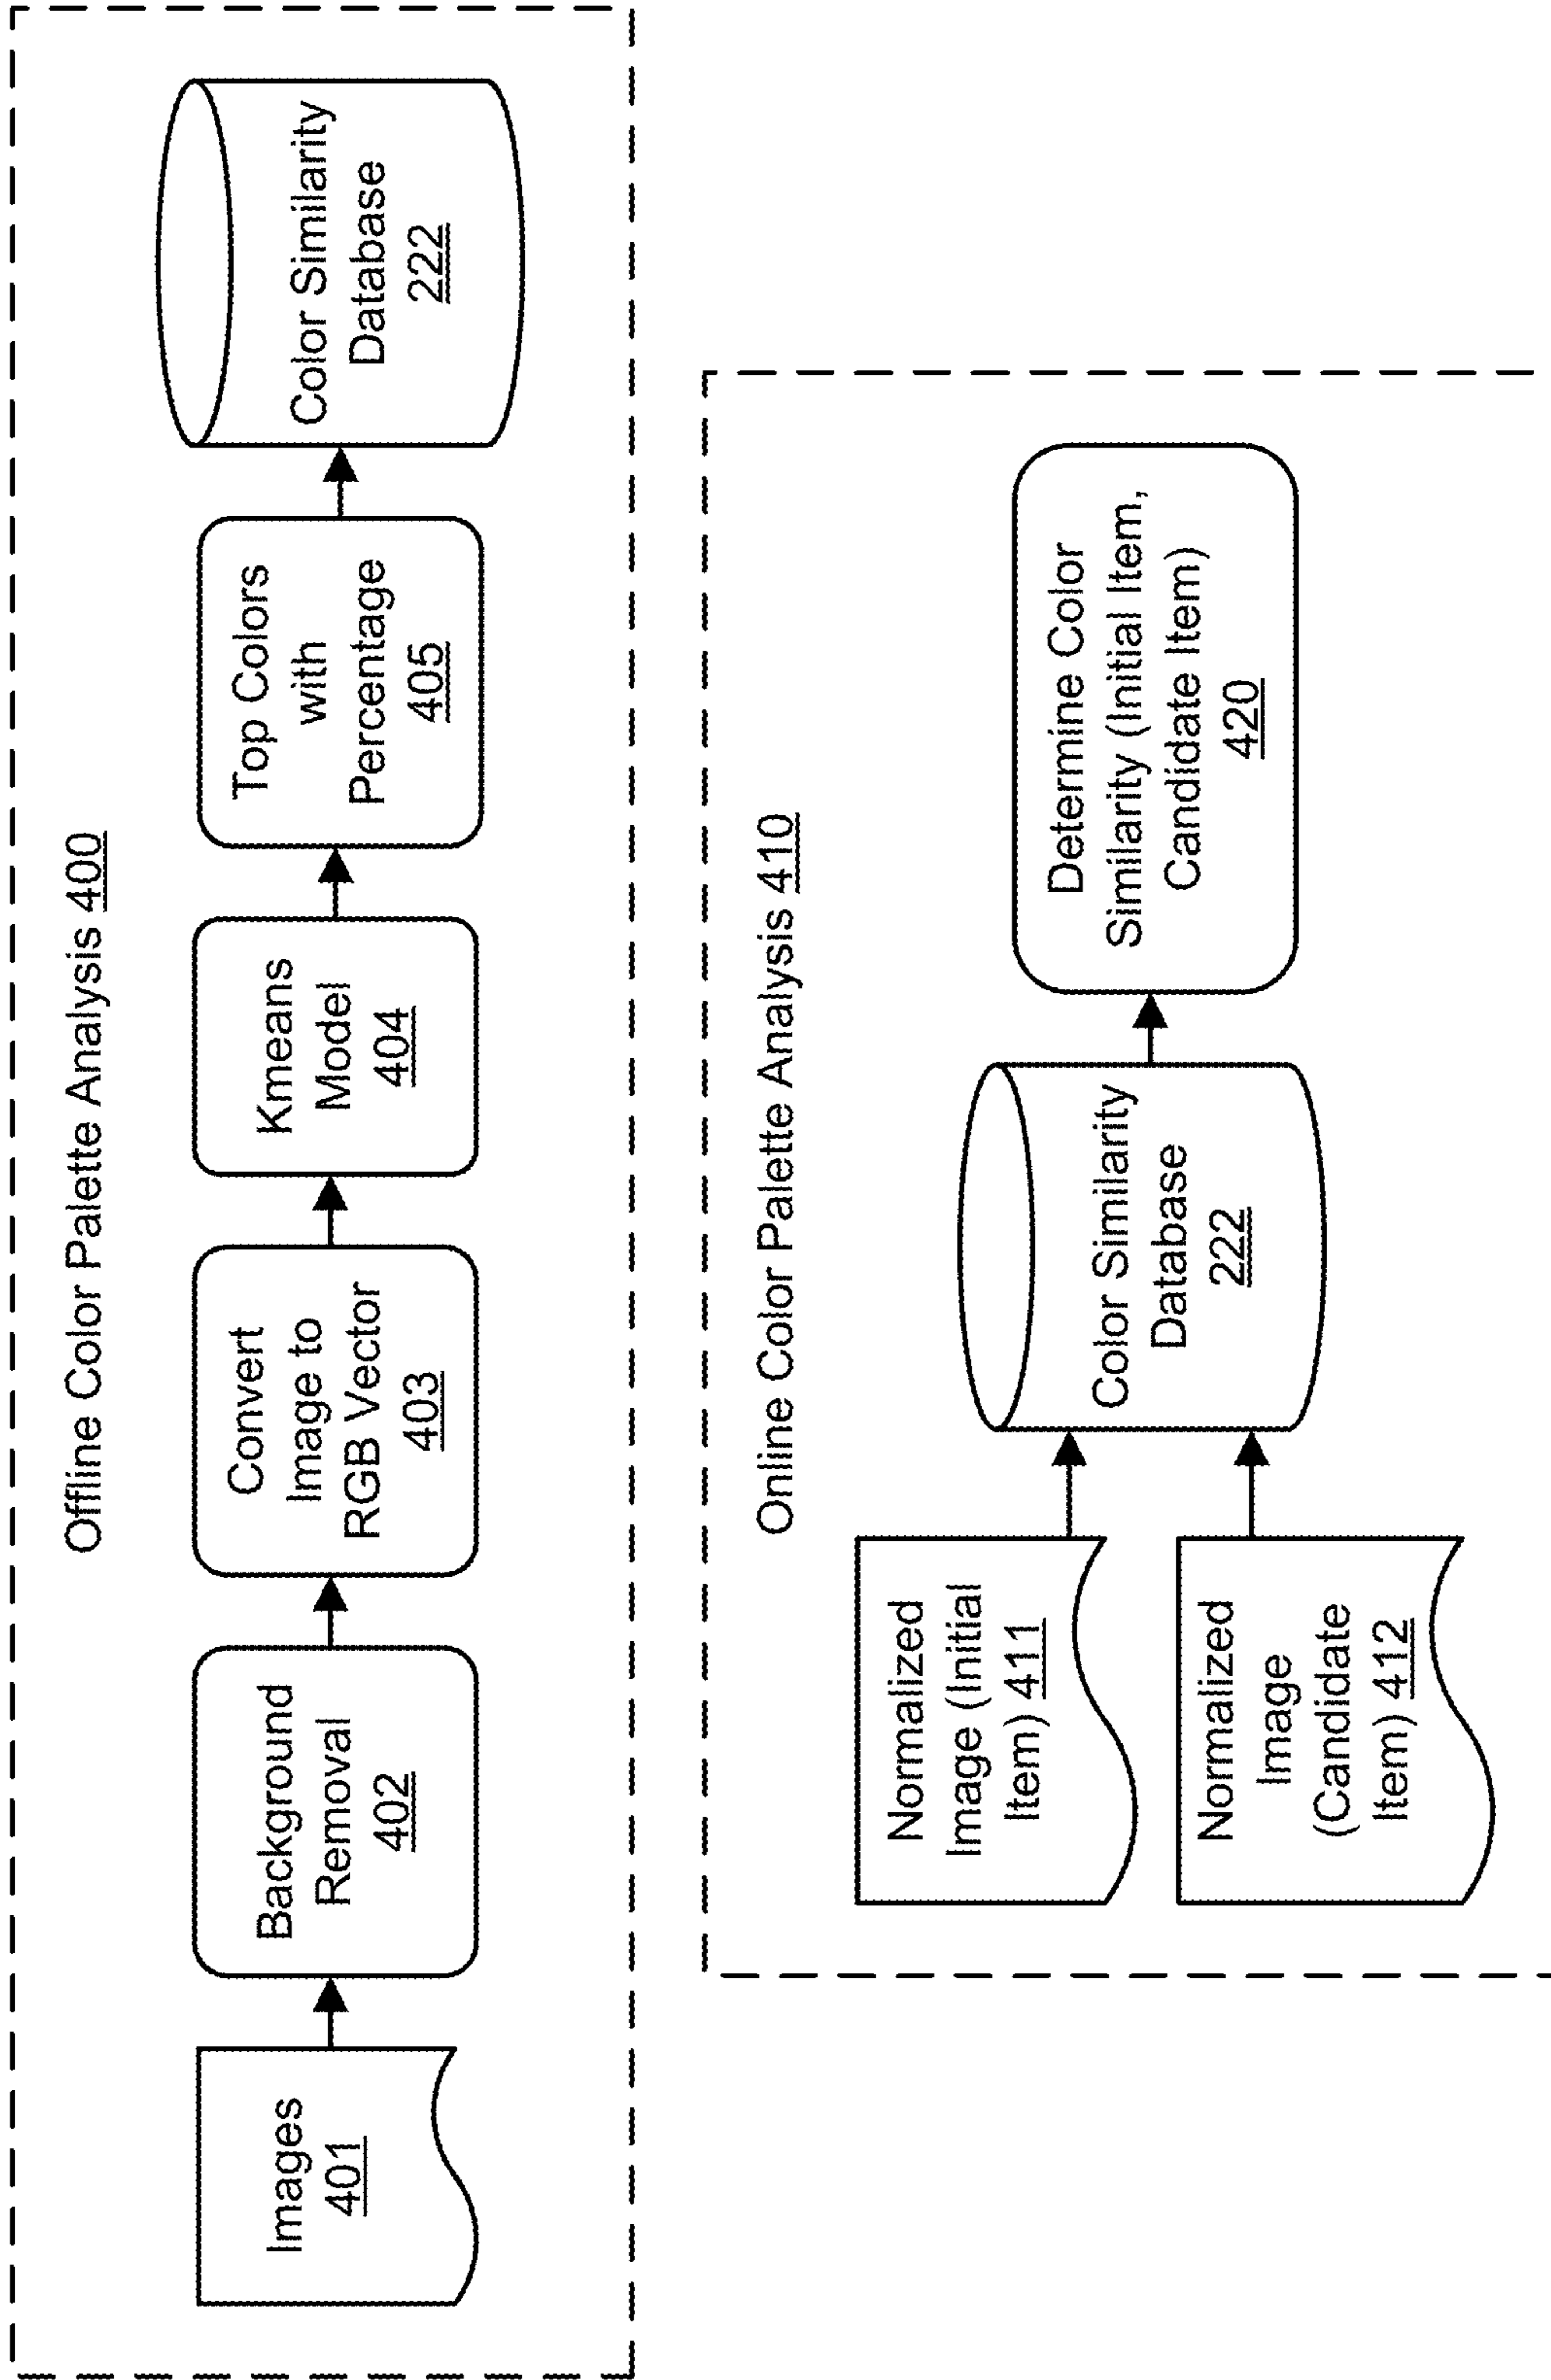 Offline Color Palette Analysis 400
Images
401
Background
Removal
402
Convert
Image to
RGB Vector
403
Kmeans
Model
404
Top Colors
with
Percentage
405
Color Similarity
Database
222
Online Color Palette Analysis 410
Normalized
Image (Initial
Item) 411
Normalized
Image
(Candidate
Item) 412
Color Similarity
Database
222
Determine Color
Similarity (Initial Item,
Candidate Item)
420